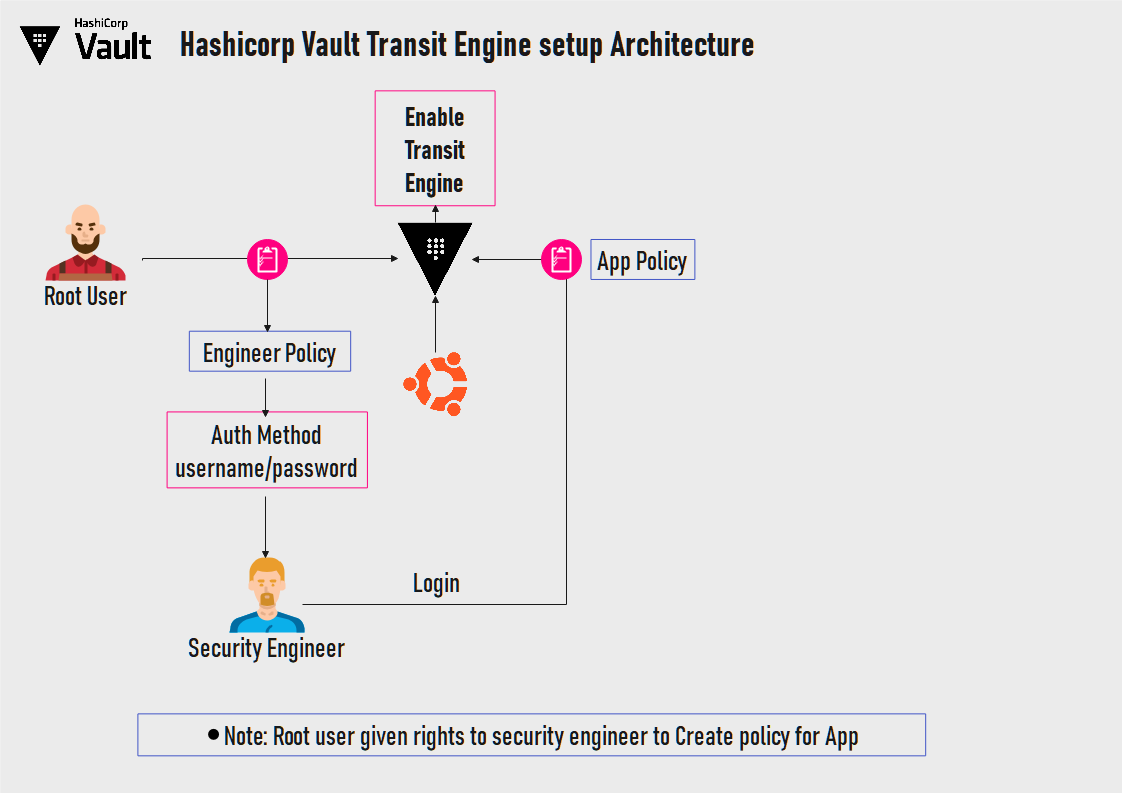 HashiCorp
Vault
Hashicorp Vault Transit Engine setup Architecture
Enable
Transit
Engine
Root User
App Policy
Engineer Policy
Auth Method
username/password
Login
Security Engineer
• Note: Root user given rights to security engineer to Create policy for App